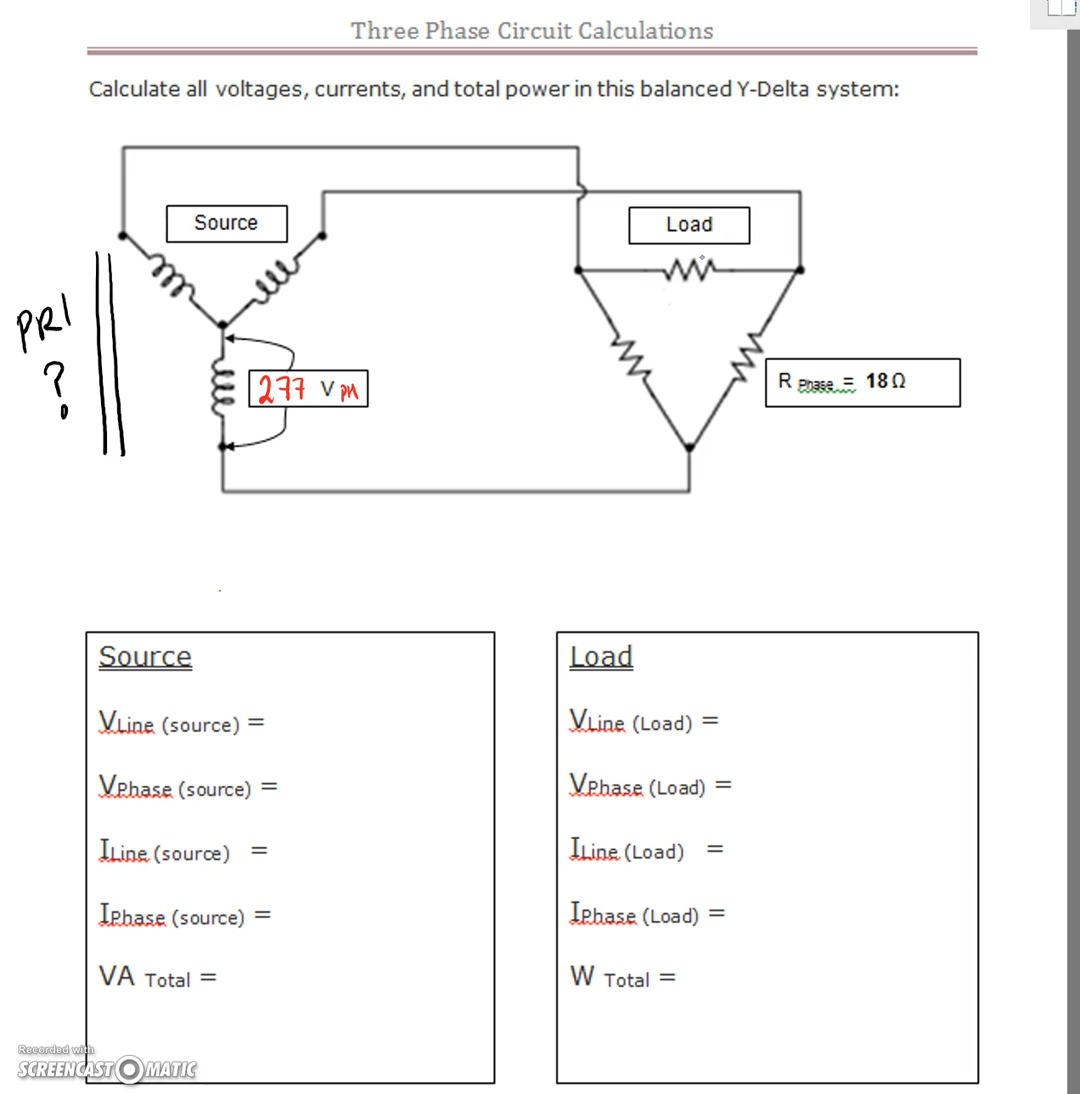 Three Phase Circuit Calculations
Calculate all voltages, currents, and total power in this balanced Y-Delta system:
Source
Load
PRI
?
277 V PH
R Phase = 18 Ω
Source
VLine (source) =
VPhase (source) =
ILine (source) =
IPhase (source) =
VA Total =
Load
VLine (Load) =
VPhase (Load) =
ILine (Load) =
IPhase (Load) =
W Total =
Recorded with
SCREENCAST MATIC